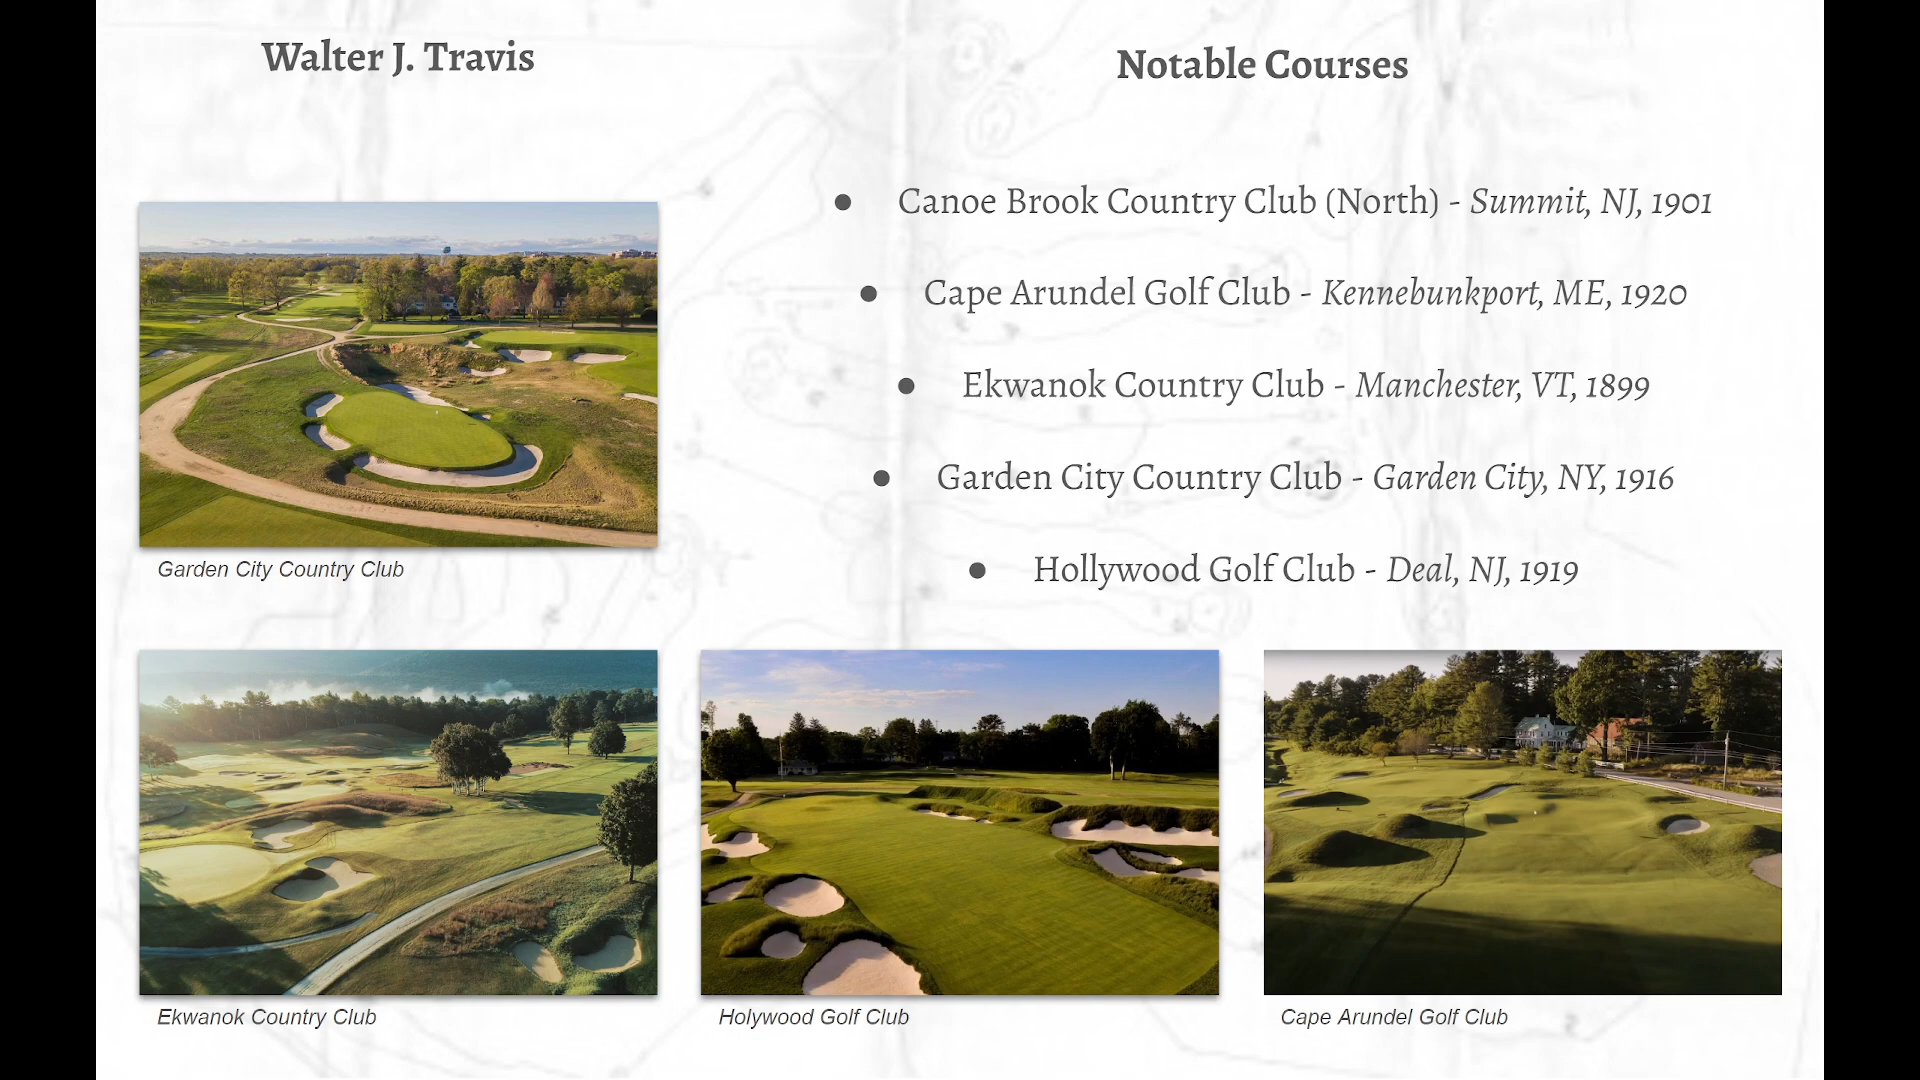 Walter J. Travis
Notable Courses
● Canoe Brook Country Club (North) - Summit, NJ, 1901
● Cape Arundel Golf Club - Kennebunkport, ME, 1920
● Ekwanok Country Club - Manchester, VT, 1899
● Garden City Country Club - Garden City, NY, 1916
● Hollywood Golf Club - Deal, NJ, 1919
Garden City Country Club
Ekwanok Country Club
Holywood Golf Club
Cape Arundel Golf Club